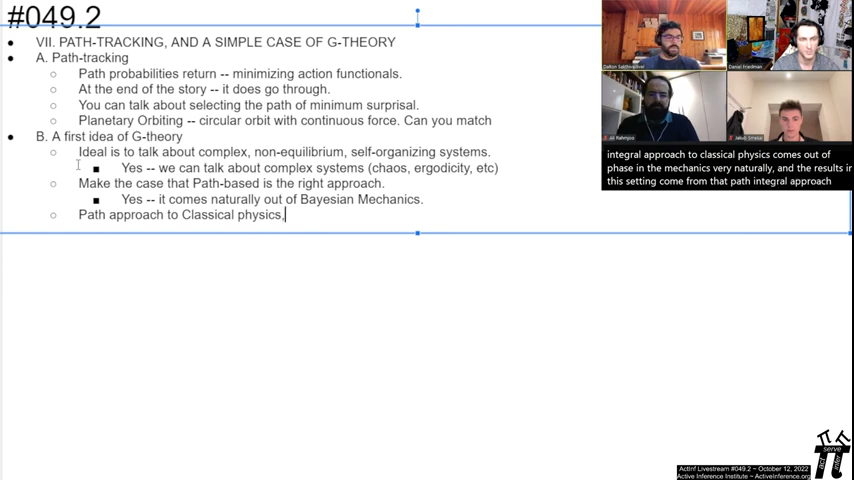 #049.2
● VII. PATH-TRACKING, AND A SIMPLE CASE OF G-THEORY
● A. Path-tracking
○ Path probabilities return -- minimizing action functionals.
○ At the end of the story -- it does go through.
○ You can talk about selecting the path of minimum surprisal.
○ Planetary Orbiting -- circular orbit with continuous force. Can you match
● B. A first idea of G-theory
○ Ideal is to talk about complex, non-equilibrium, self-organizing systems.
■ Yes -- we can talk about complex systems (chaos, ergodicity, etc)
○ Make the case that Path-based is the right approach.
■ Yes -- it comes naturally out of Bayesian Mechanics.
○ Path approach to Classical physics,
Daniel Friedman
Ali Rahmjoo
integral approach to classical physics comes out of
phase in the mechanics very naturally, and the results in
this setting come from that path integral approach
act
serve
infer
ActInf Livestream #049.2 ~ October 12, 2022
Active Inference Institute ~ ActiveInference.org